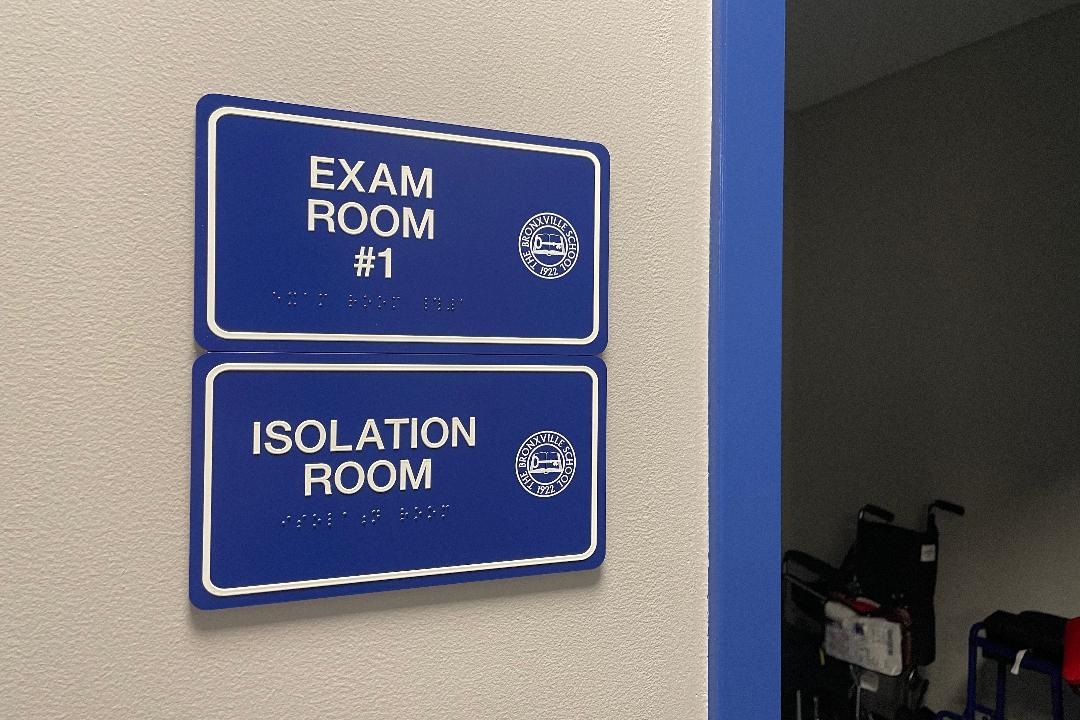 EXAM
ROOM
#1
THE BRONXVILLE SCHOOL
1922
ISOLATION
ROOM
THE BRONXVILLE SCHOOL
1922